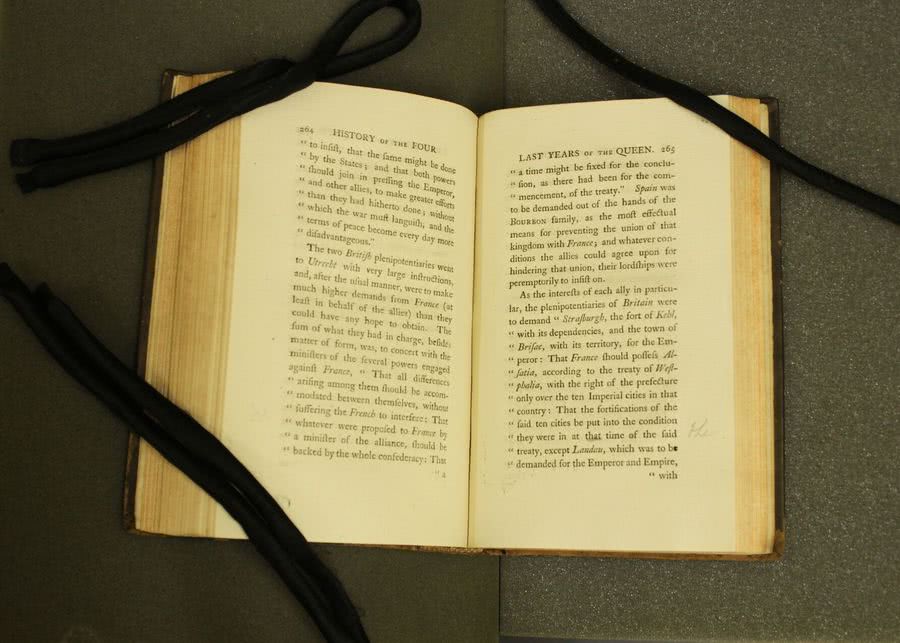 264 HISTORY OF THE FOUR
“ to inſiſt, that the ſame might be done
“ by the States; and that both powers
“ ſhould join in preſſing the Emperor,
“ and other allies, to make greater efforts
“ than they had hitherto done; without
“ which the war muſt languiſh, and the
“ terms of peace become every day more
“ diſadvantageous.”
The two Britiſh plenipotentiaries went
to Utrecht with very large inſtructions,
and, after the uſual manner, were to make
much higher demands from France (at
leaſt in behalf of the allies) than they
could have any hope to obtain. The
ſum of what they had in charge, beſides
matter of form, was, to concert with the
miniſters of the ſeveral powers engaged
againſt France, “ That all differences
“ ariſing among them ſhould be accom-
“ modated between themſelves, without
“ ſuffering the French to interfere: That
“ whatever were propoſed to France by
“ a miniſter of the alliance, ſhould be
“ backed by the whole confederacy: That
“ a
LAST YEARS OF THE QUEEN. 265
“ a time might be fixed for the conclu-
“ ſion, as there had been for the com-
“ mencement, of the treaty.” Spain was
to be demanded out of the hands of the
BOURBON family, as the moſt effectual
means for preventing the union of that
kingdom with France; and whatever con-
ditions the allies could agree upon for
hindering that union, their lordſhips were
peremptorily to inſiſt on.
As the intereſts of each ally in particu-
lar, the plenipotentiaries of Britain were
to demand “ Straſburgh, the fort of Kehl,
“ with its dependencies, and the town of
“ Briſac, with its territory, for the Em-
“ peror: That France ſhould poſſeſs Al-
“ ſatia, according to the treaty of Weſt-
“ phalia, with the right of the prefecture
“ only over the ten Imperial cities in that
“ country: That the fortifications of the
“ ſaid ten cities be put into the condition
“ they were in at that time of the ſaid the
“ treaty, except Landau, which was to be
“ demanded for the Emperor and Empire,
“ with